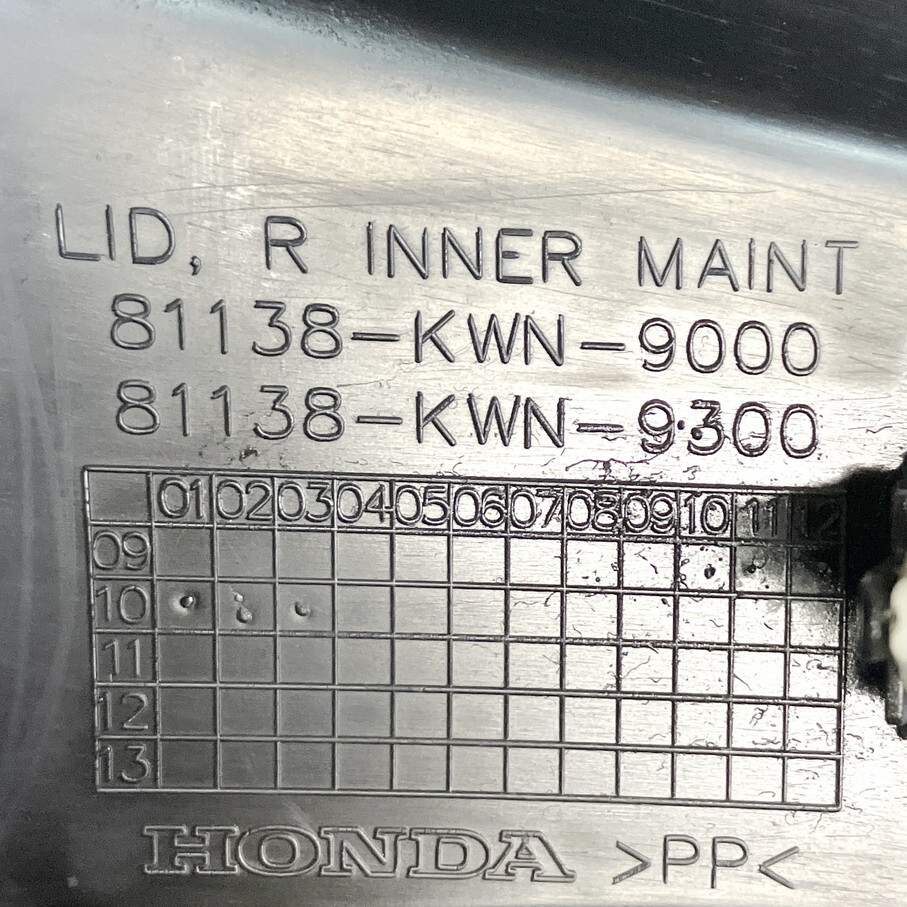 LID, R INNER MAINT
81138-KWN-9000
81138-KWN-9300
01 02 03 04 05 06 07 08 09 10 11 12
09
10
11
12
13
HONDA >PP<